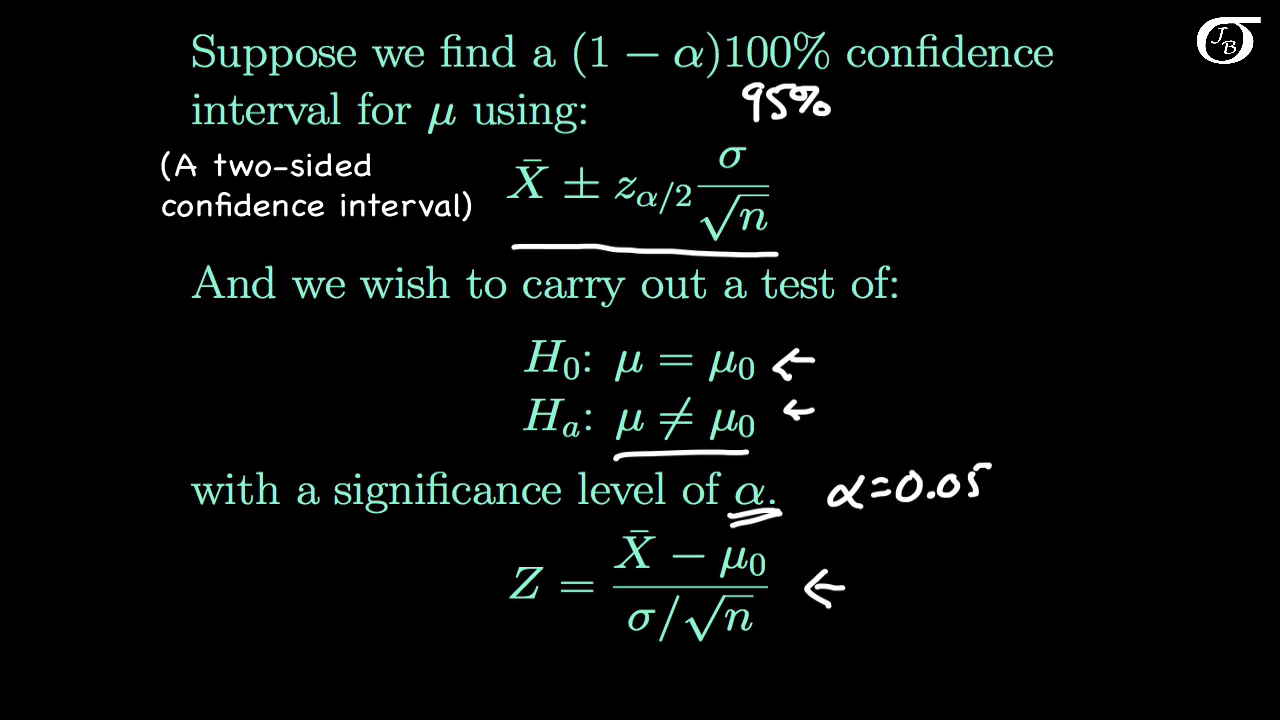 Suppose we find a (1 − α)100% confidence
interval for μ using:
95%
(A two-sided
confidence interval)
X̄ ± z_{α/2} σ/√n
And we wish to carry out a test of:
H₀: μ = μ₀ ←
Hₐ: μ ≠ μ₀ ←
with a significance level of α. α=0.05
Z = (X̄ − μ₀)/(σ/√n) ←
σ JB